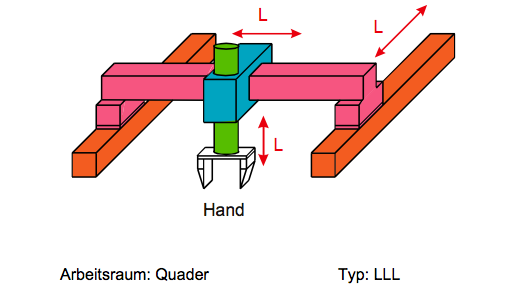 L
L
L
Hand
Arbeitsraum: Quader
Typ: LLL